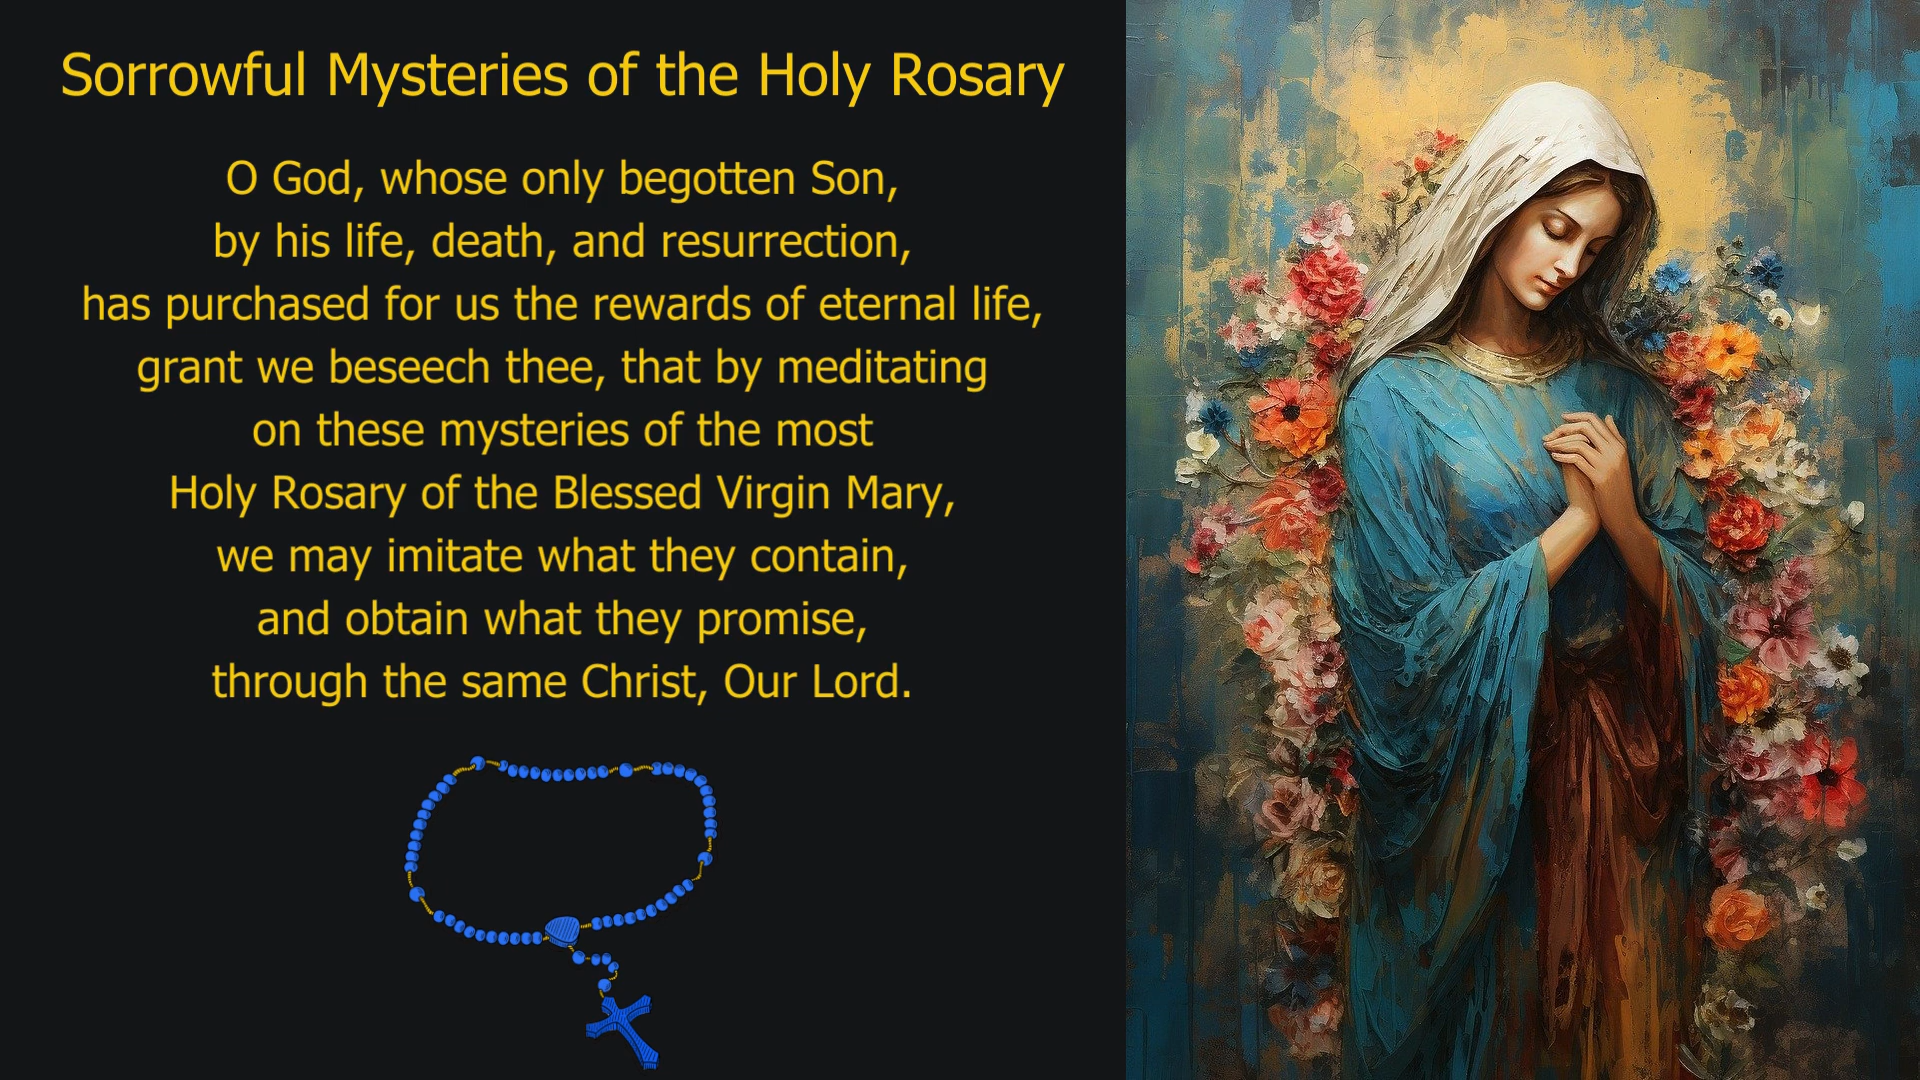 Sorrowful Mysteries of the Holy Rosary
O God, whose only begotten Son,
by his life, death, and resurrection,
has purchased for us the rewards of eternal life,
grant we beseech thee, that by meditating
on these mysteries of the most
Holy Rosary of the Blessed Virgin Mary,
we may imitate what they contain,
and obtain what they promise,
through the same Christ, Our Lord.